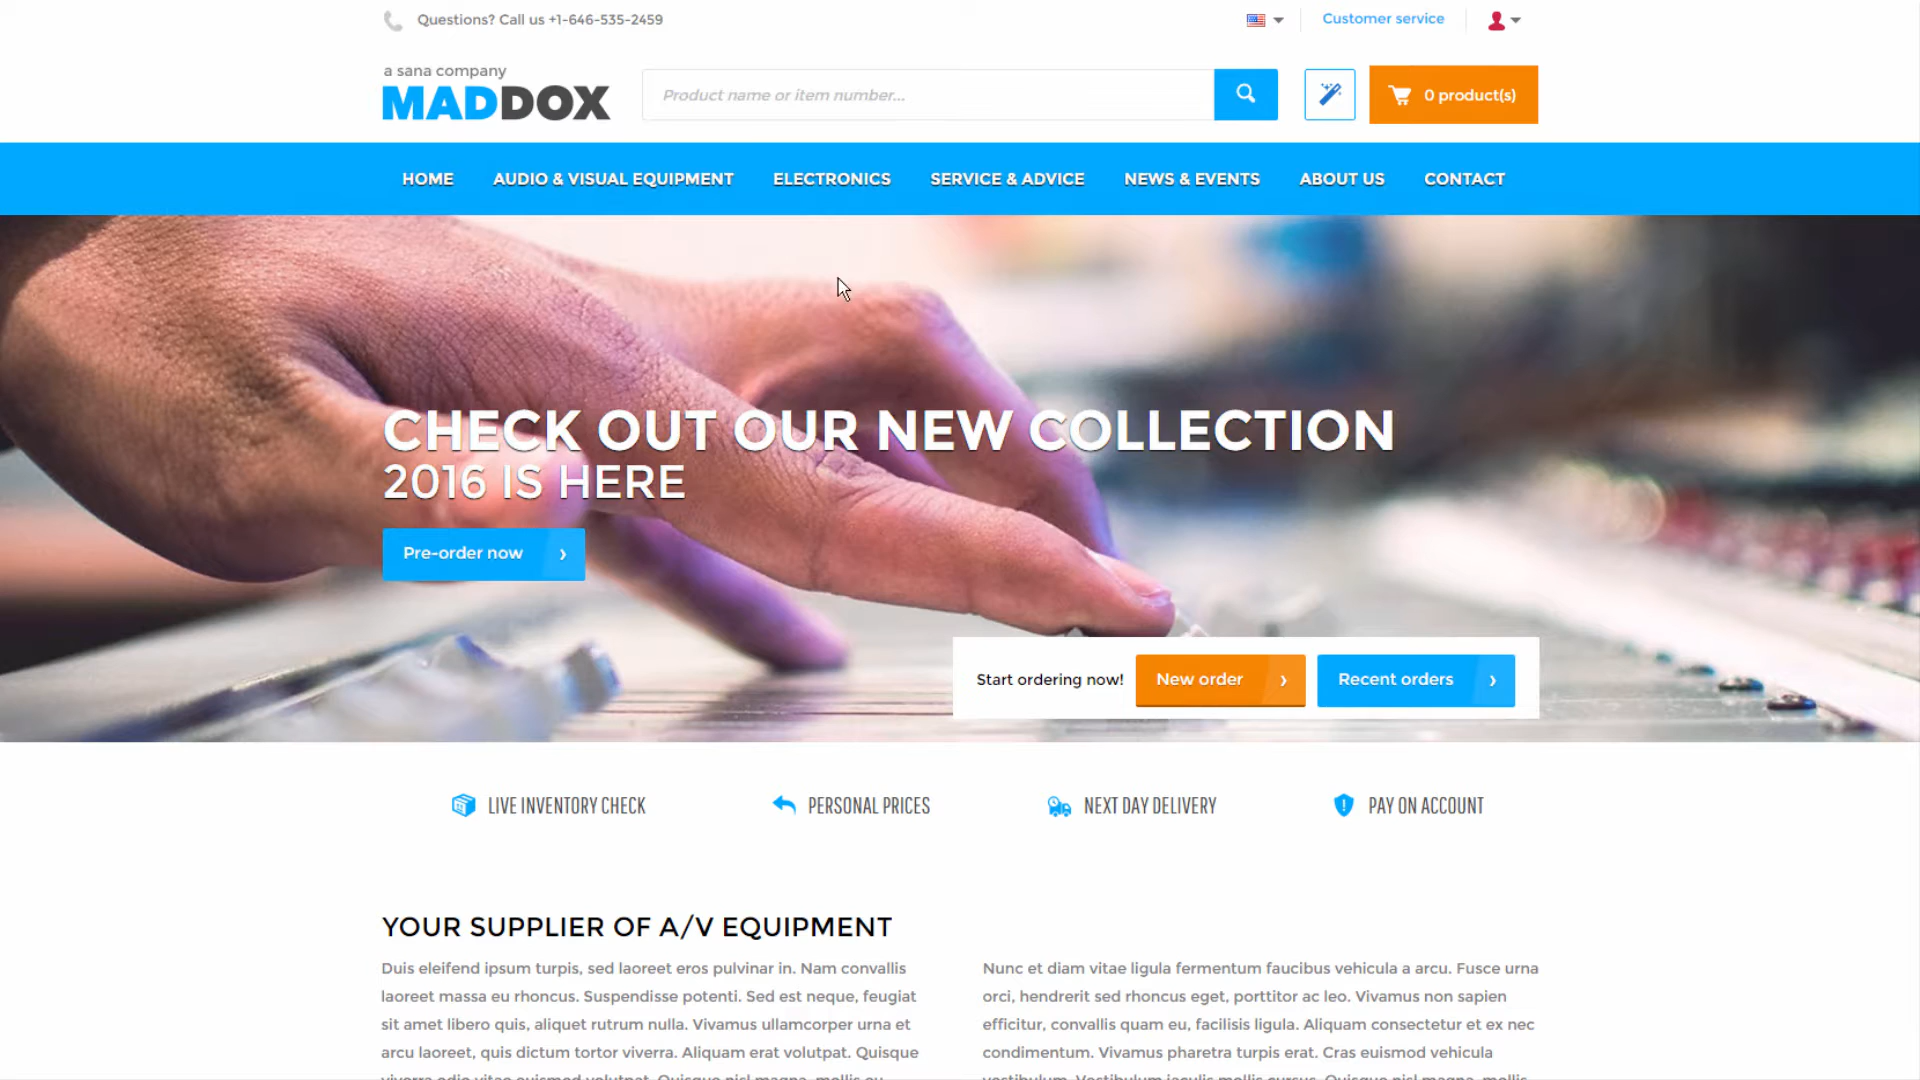 Questions? Call us +1-646-535-2459
Customer service
a sana company
MADDOX
Product name or item number...
0 product(s)
HOME
AUDIO & VISUAL EQUIPMENT
ELECTRONICS
SERVICE & ADVICE
NEWS & EVENTS
ABOUT US
CONTACT
CHECK OUT OUR NEW COLLECTION
2016 IS HERE
Pre-order now
Start ordering now!
New order
Recent orders
LIVE INVENTORY CHECK
PERSONAL PRICES
NEXT DAY DELIVERY
PAY ON ACCOUNT
YOUR SUPPLIER OF A/V EQUIPMENT
Duis eleifend ipsum turpis, sed laoreet eros pulvinar in. Nam convallis
laoreet massa eu rhoncus. Suspendisse potenti. Sed est neque, feugiat
sit amet libero quis, aliquet rutrum nulla. Vivamus ullamcorper urna et
arcu laoreet, quis dictum tortor viverra. Aliquam erat volutpat. Quisque
Nunc et diam vitae ligula fermentum faucibus vehicula a arcu. Fusce urna
orci, hendrerit sed rhoncus eget, porttitor ac leo. Vivamus non sapien
efficitur, convallis quam eu, facilisis ligula. Aliquam consectetur et ex nec
condimentum. Vivamus pharetra turpis erat. Cras euismod vehicula